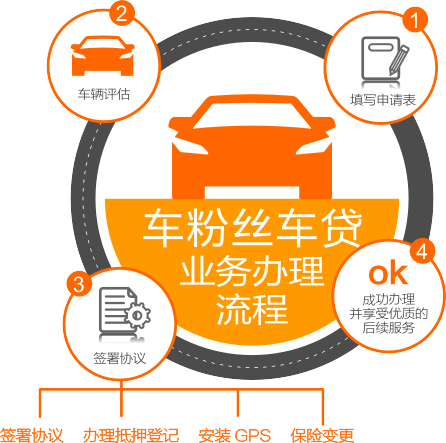 2
车辆评估
1
填写申请表
车粉丝车贷
业务办理
流程
3
签署协议
4
ok
成功办理
并享受优质的
后续服务
签署协议 办理抵押登记 安装 GPS 保险变更